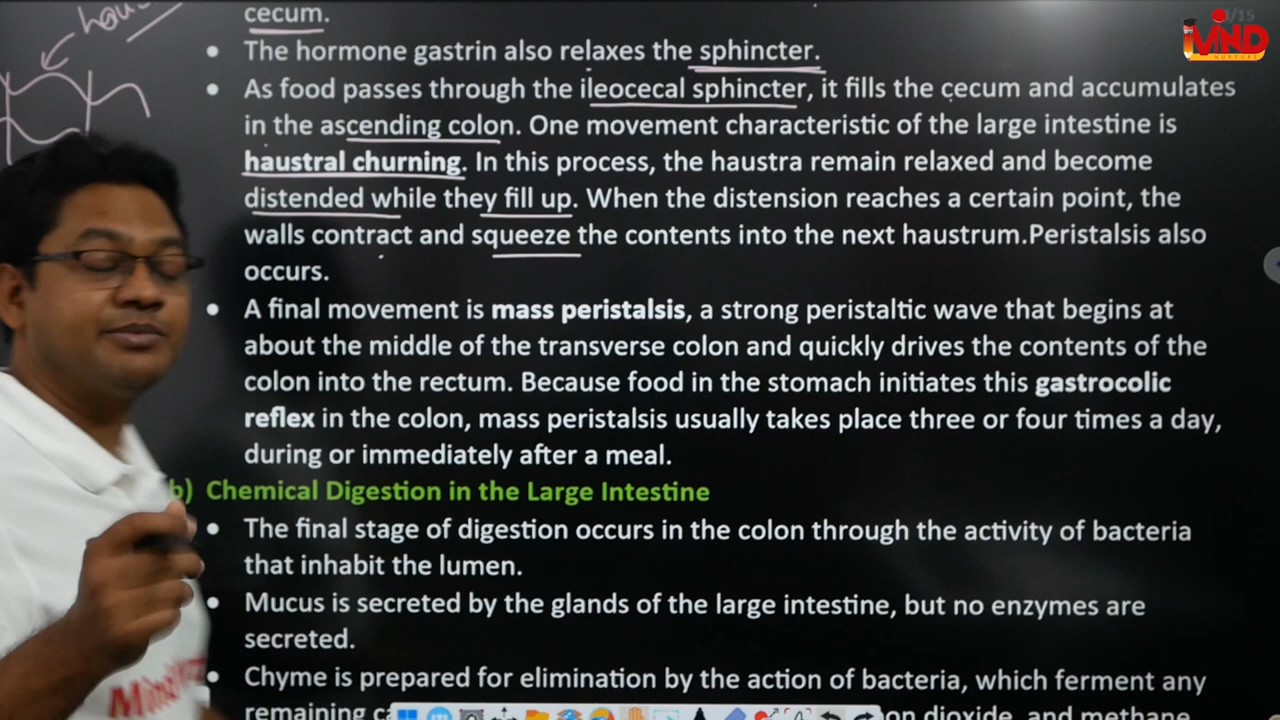 cecum.
• The hormone gastrin also relaxes the sphincter.
• As food passes through the ileocecal sphincter, it fills the cecum and accumulates
in the ascending colon. One movement characteristic of the large intestine is
haustral churning. In this process, the haustra remain relaxed and become
distended while they fill up. When the distension reaches a certain point, the
walls contract and squeeze the contents into the next haustrum.Peristalsis also
occurs.
• A final movement is mass peristalsis, a strong peristaltic wave that begins at
about the middle of the transverse colon and quickly drives the contents of the
colon into the rectum. Because food in the stomach initiates this gastrocolic
reflex in the colon, mass peristalsis usually takes place three or four times a day,
during or immediately after a meal.
b) Chemical Digestion in the Large Intestine
• The final stage of digestion occurs in the colon through the activity of bacteria
that inhabit the lumen.
• Mucus is secreted by the glands of the large intestine, but no enzymes are
secreted.
• Chyme is prepared for elimination by the action of bacteria, which ferment any
remaining dioxide, and methane
/15
MIND
NURTURE